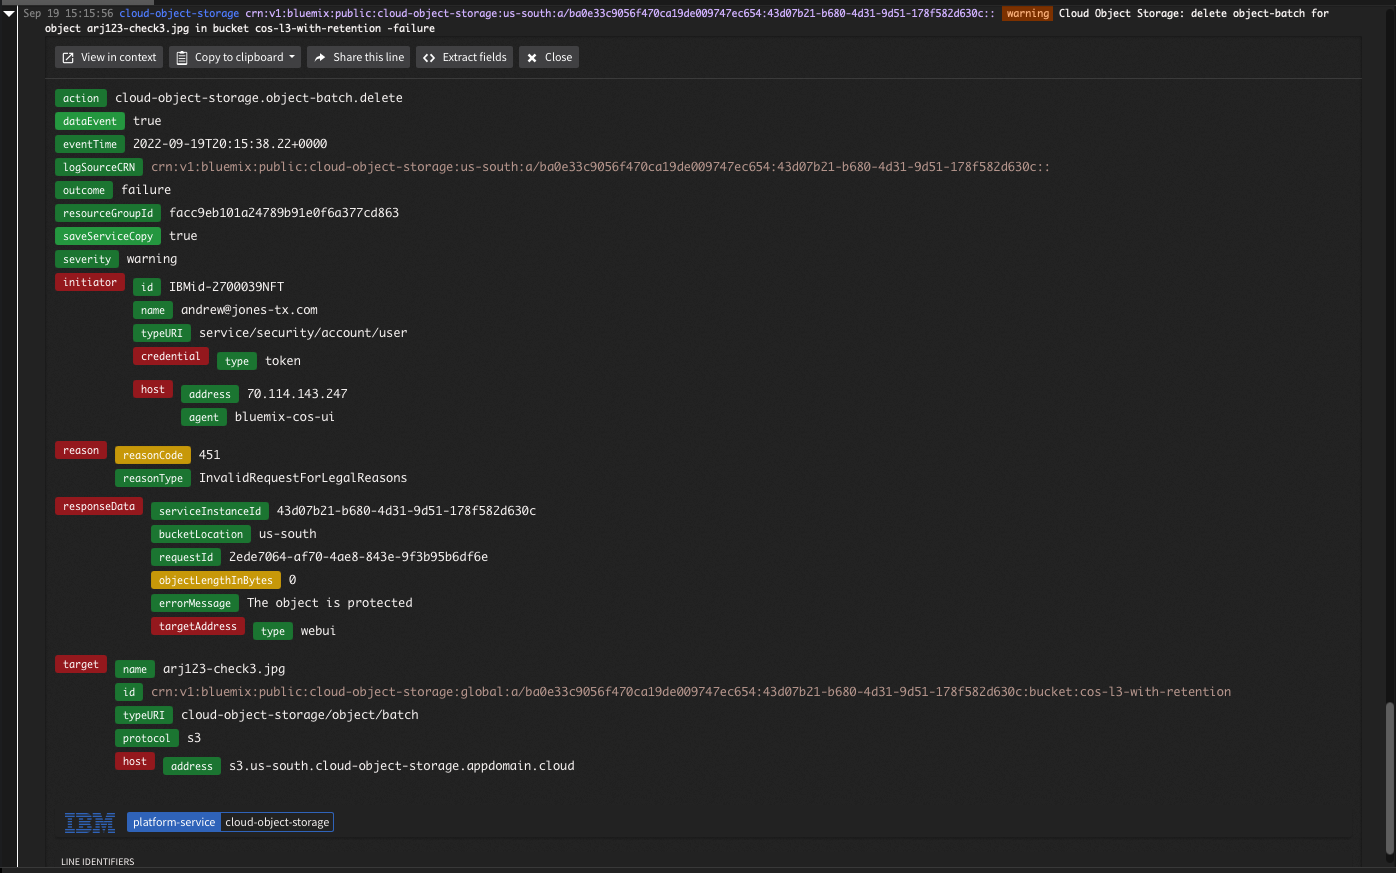 Sep 19 15:15:56 cloud-object-storage crn:v1:bluemix:public:cloud-object-storage:us-south:a/ba0e33c9056f470ca19de009747ec654:43d07b21-b680-4d31-9d51-178f582d630c:: warning Cloud Object Storage: delete object-batch for
object arj123-check3.jpg in bucket cos-l3-with-retention -failure
View in context Copy to clipboard Share this line Extract fields Close
action cloud-object-storage.object-batch.delete
dataEvent true
eventTime 2022-09-19T20:15:38.22+0000
logSourceCRN crn:v1:bluemix:public:cloud-object-storage:us-south:a/ba0e33c9056f470ca19de009747ec654:43d07b21-b680-4d31-9d51-178f582d630c::
outcome failure
resourceGroupId facc9eb101a24789b91e0f6a377cd863
saveServiceCopy true
severity warning
initiator id IBMid-2700039NFT
name andrew@jones-tx.com
typeURI service/security/account/user
credential type token
host address 70.114.143.247
agent bluemix-cos-ui
reason reasonCode 451
reasonType InvalidRequestForLegalReasons
responseData serviceInstanceId 43d07b21-b680-4d31-9d51-178f582d630c
bucketLocation us-south
requestId 2ede7064-af70-4ae8-843e-9f3b95b6df6e
objectLengthInBytes 0
errorMessage The object is protected
targetAddress type webui
target name arj123-check3.jpg
id crn:v1:bluemix:public:cloud-object-storage:global:a/ba0e33c9056f470ca19de009747ec654:43d07b21-b680-4d31-9d51-178f582d630c:bucket:cos-l3-with-retention
typeURI cloud-object-storage/object/batch
protocol s3
host address s3.us-south.cloud-object-storage.appdomain.cloud
IBM platform-service cloud-object-storage
LINE IDENTIFIERS